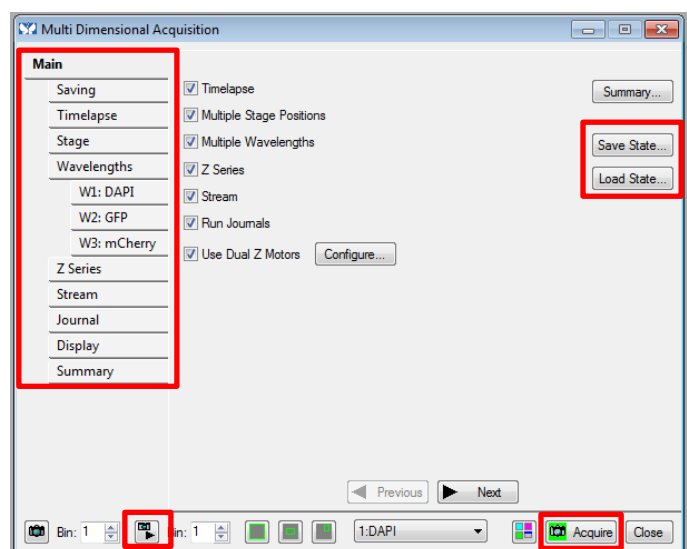 Multi Dimensional Acquisition
Main
Saving
Timelapse
Stage
Wavelengths
W1: DAPI
W2: GFP
W3: mCherry
Z Series
Stream
Journal
Display
Summary
Timelapse
Multiple Stage Positions
Multiple Wavelengths
Z Series
Stream
Run Journals
Use Dual Z Motors Configure...
Summary...
Save State...
Load State...
Previous Next
Bin: 1 in: 1 1:DAPI Acquire Close